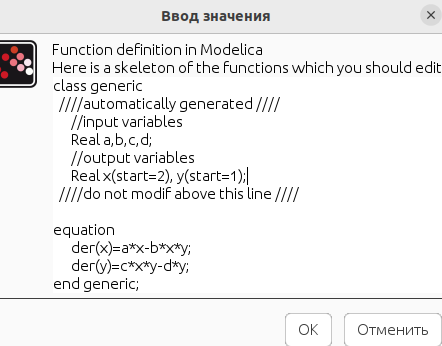 Ввод значения
Function definition in Modelica
Here is a skeleton of the functions which you should edit
class generic
////automatically generated ////
//input variables
Real a,b,c,d;
//output variables
Real x(start=2), y(start=1);
////do not modif above this line ////
equation
der(x)=a*x-b*x*y;
der(y)=c*x*y-d*y;
end generic;
OK Отменить